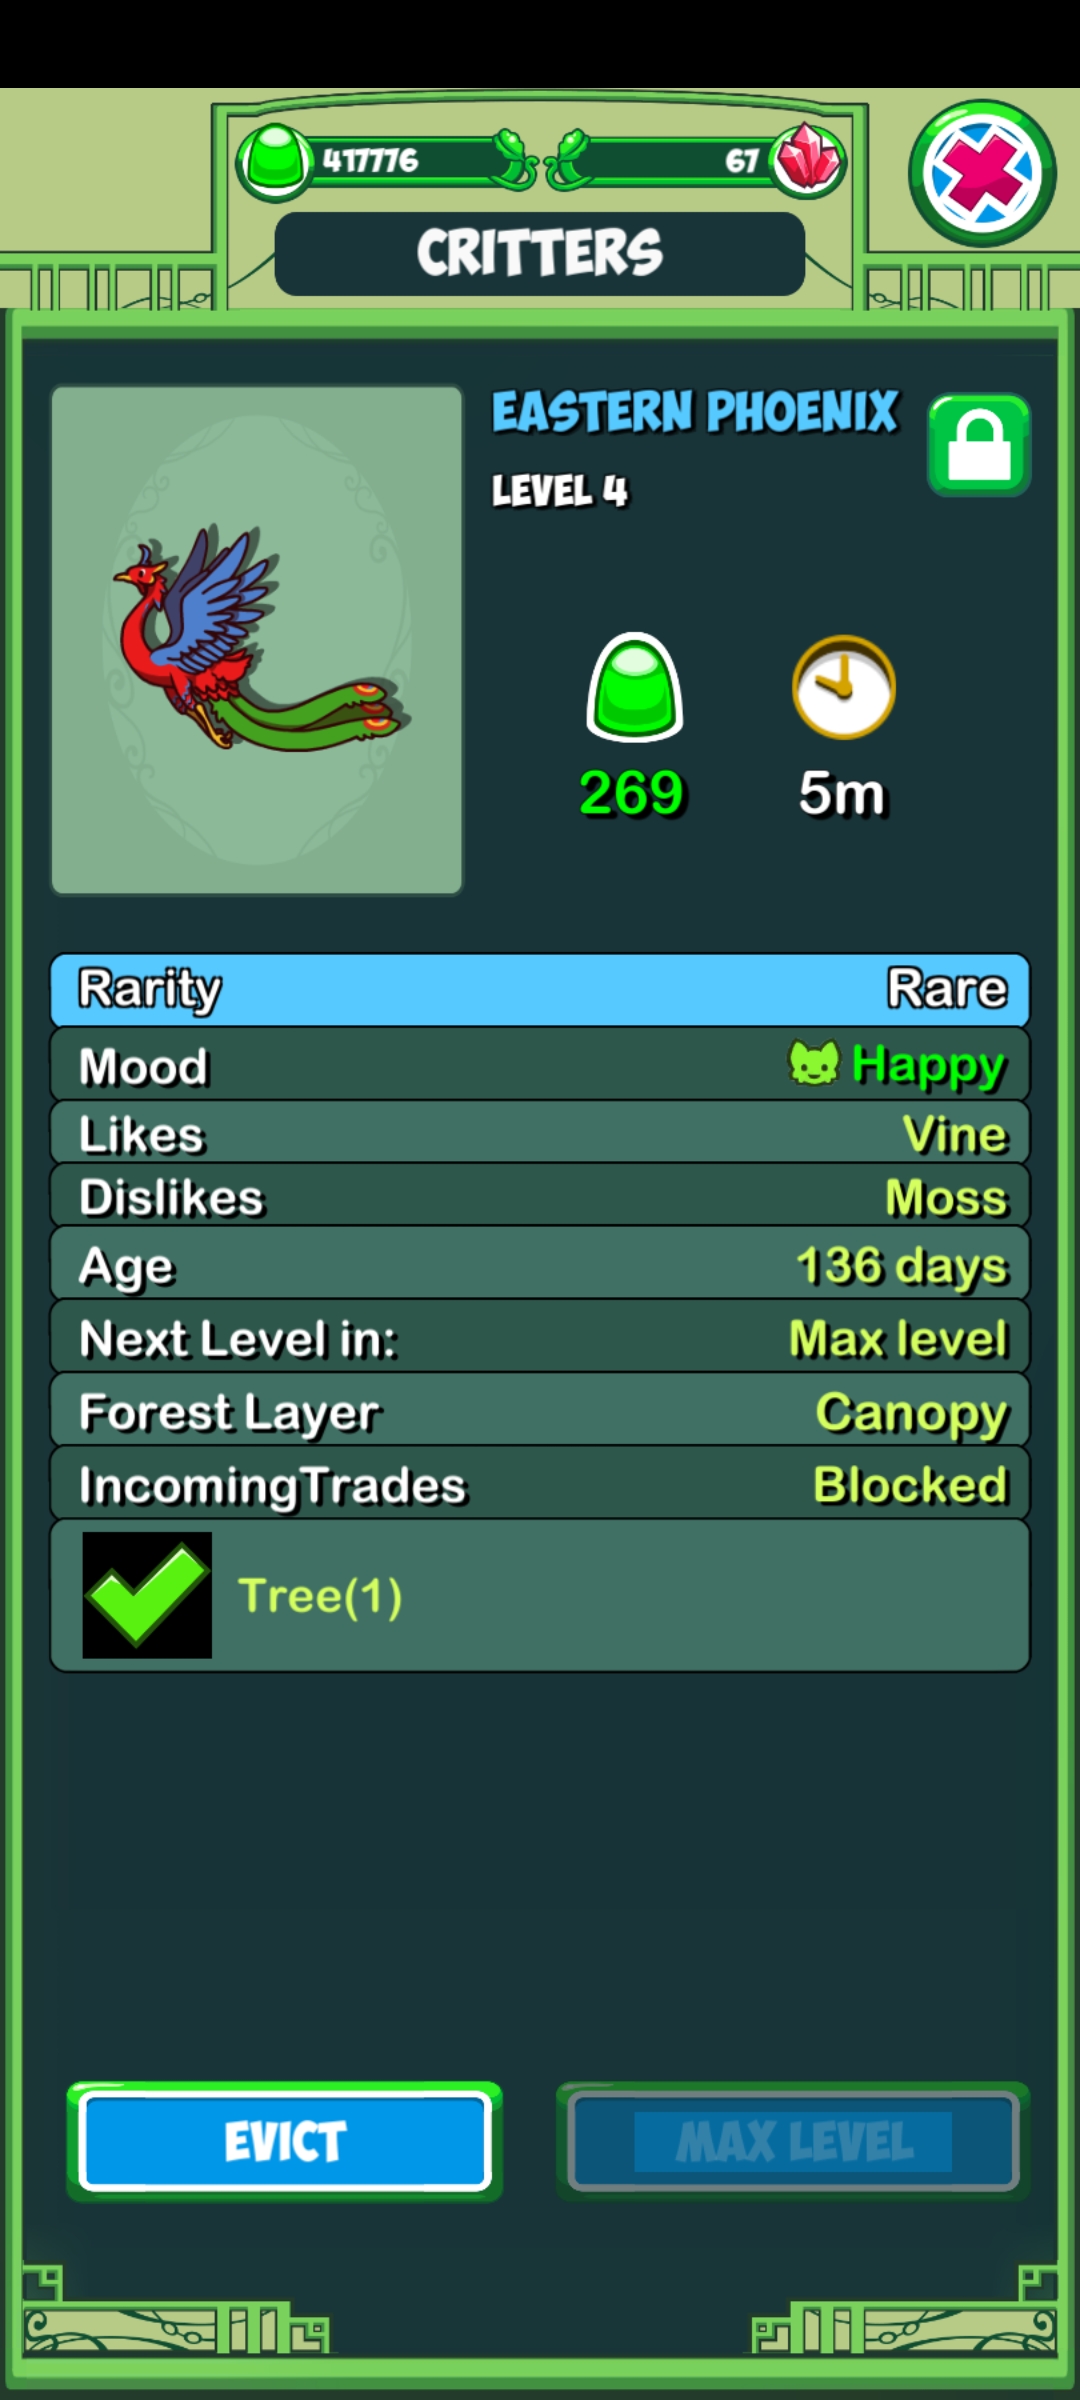 417776 67
CRITTERS
EASTERN PHOENIX
LEVEL 4
269 5m
Rarity Rare
Mood Happy
Likes Vine
Dislikes Moss
Age 136 days
Next Level in: Max level
Forest Layer Canopy
IncomingTrades Blocked
Tree(1)
EVICT MAX LEVEL